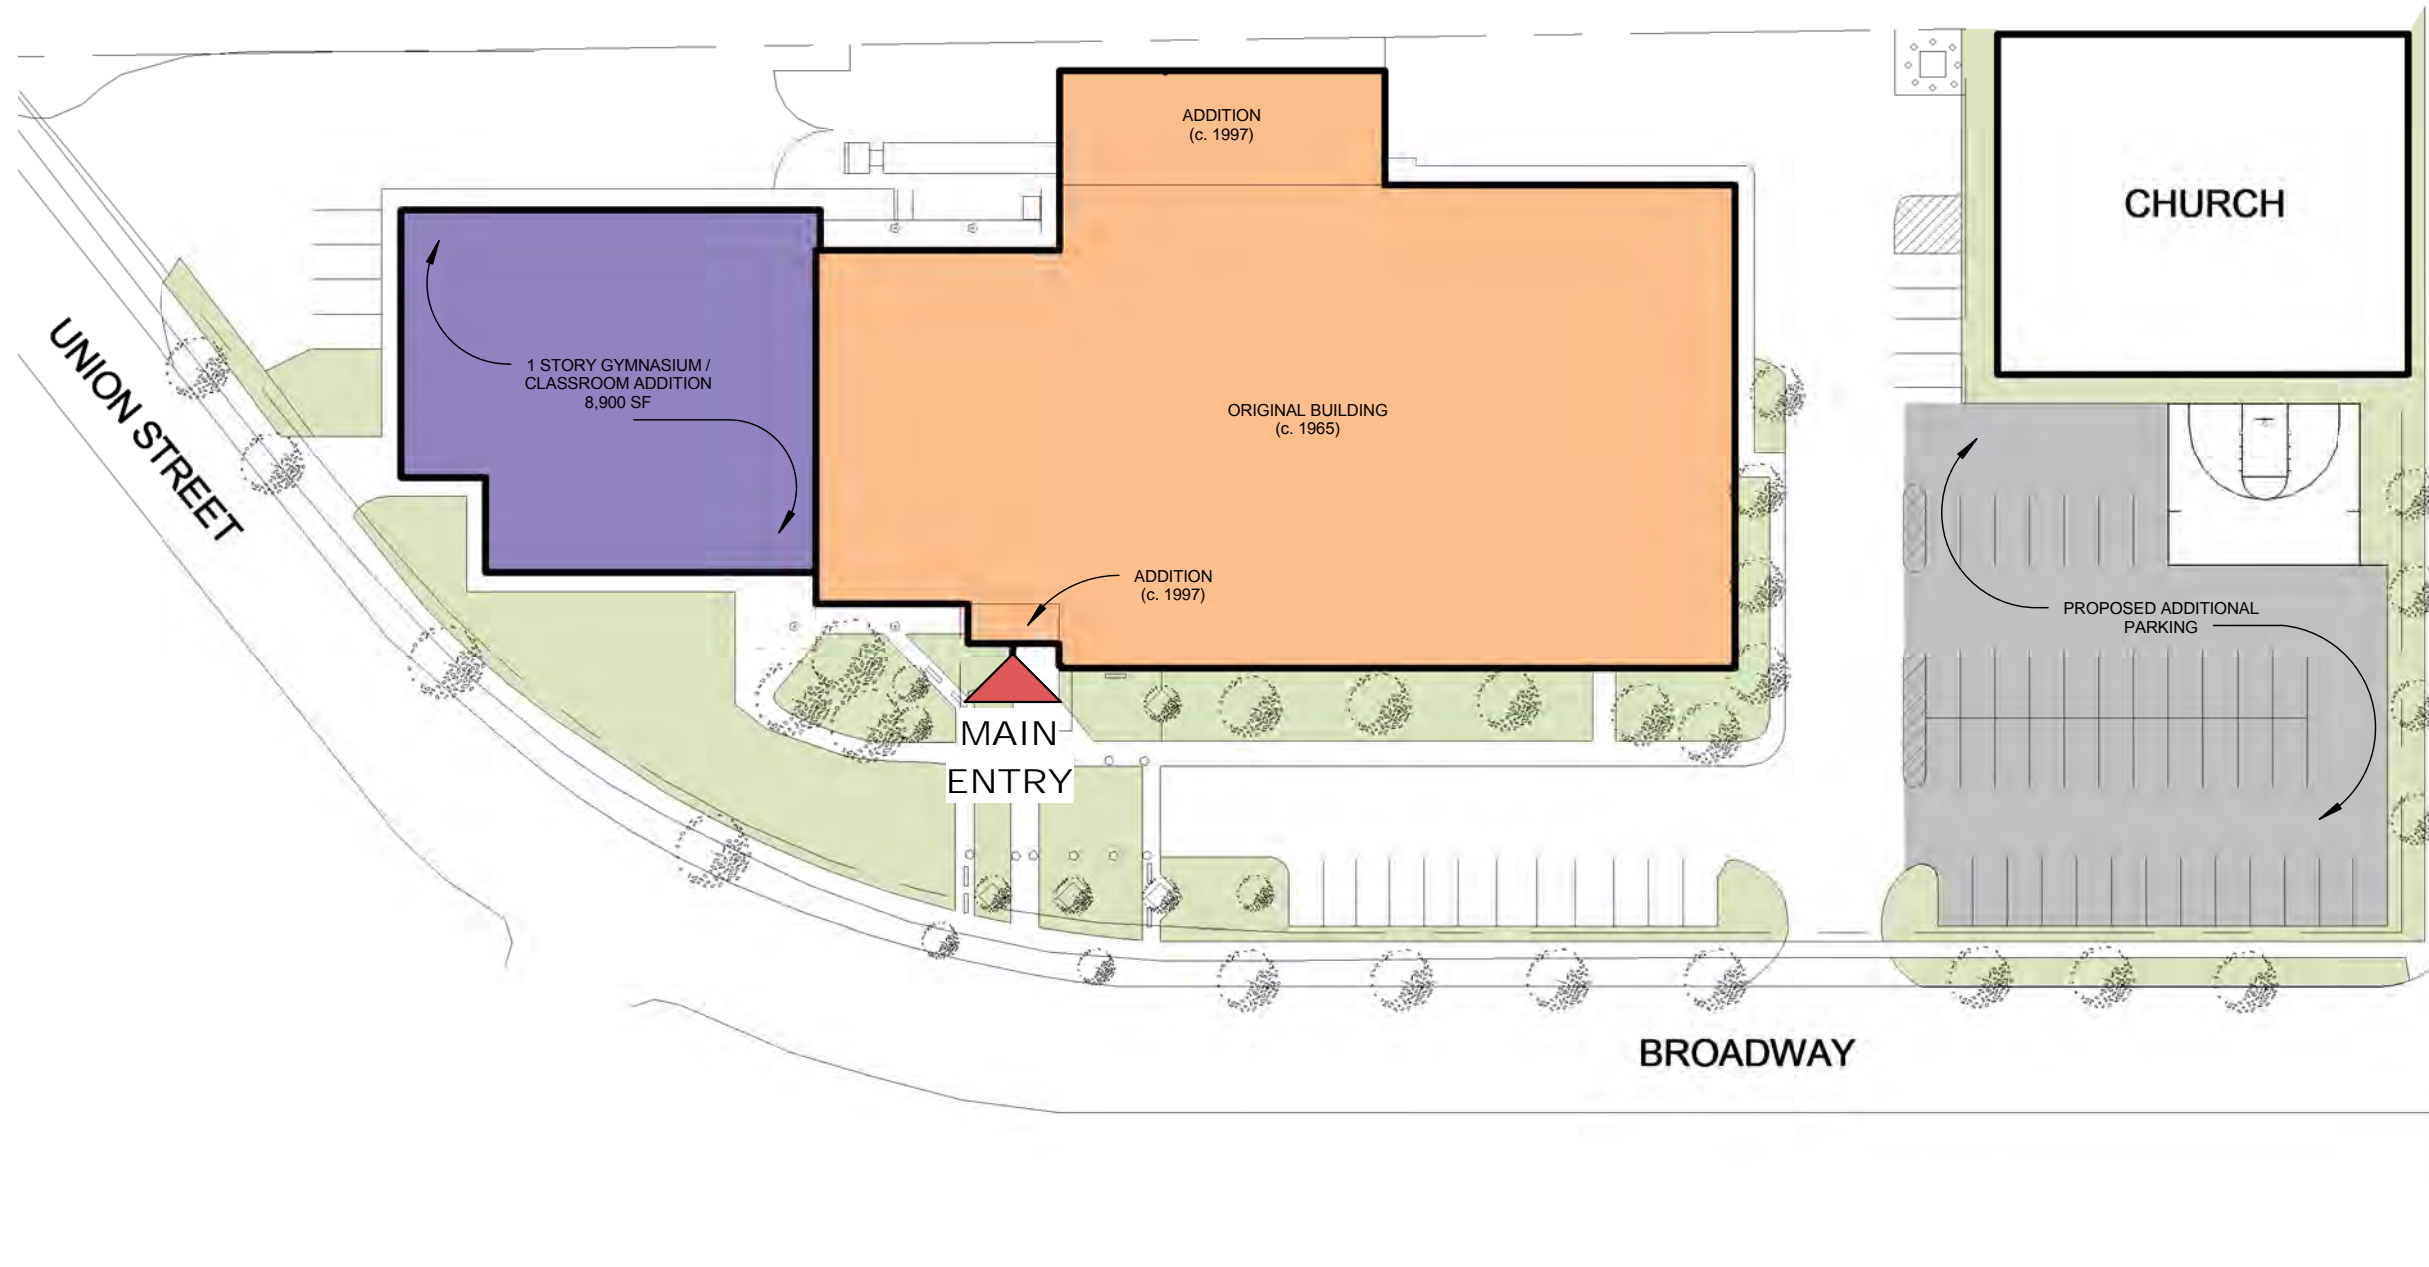 ADDITION
(c. 1997)
CHURCH
UNION STREET
1 STORY GYMNASIUM /
CLASSROOM ADDITION
8,900 SF
ORIGINAL BUILDING
(c. 1965)
ADDITION
(c. 1997)
PROPOSED ADDITIONAL
PARKING
MAIN
ENTRY
BROADWAY